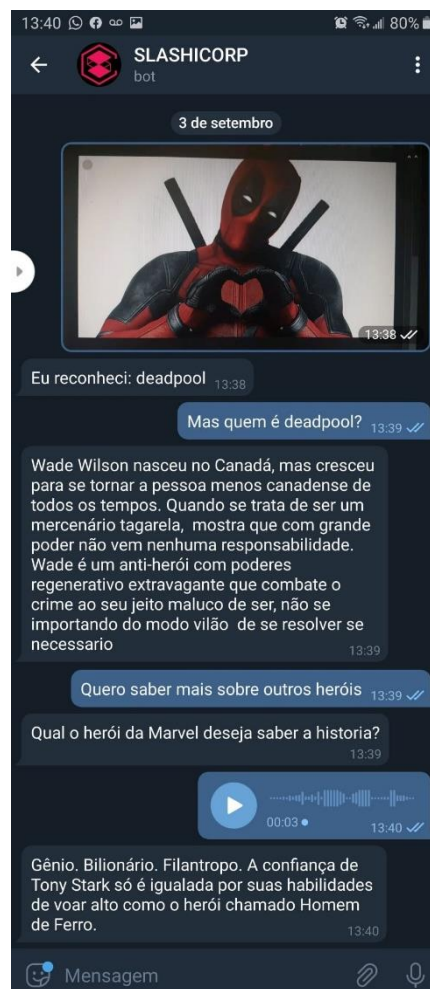 13:40
80%
SLASHICORP
bot
3 de setembro
13:38
Eu reconheci: deadpool 13:38
Mas quem é deadpool? 13:39
Wade Wilson nasceu no Canadá, mas cresceu
para se tornar a pessoa menos canadense de
todos os tempos. Quando se trata de ser um
mercenário tagarela,  mostra que com grande
poder não vem nenhuma responsabilidade.
Wade é um anti-herói com poderes
regenerativo extravagante que combate o
crime ao seu jeito maluco de ser, não se
importando do modo vilão  de se resolver se
necessario
13:39
Quero saber mais sobre outros heróis 13:39
Qual o herói da Marvel deseja saber a historia?
13:39
00:03
13:40
Gênio. Bilionário. Filantropo. A confiança de
Tony Stark só é igualada por suas habilidades
de voar alto como o herói chamado Homem
de Ferro.
13:40
Mensagem